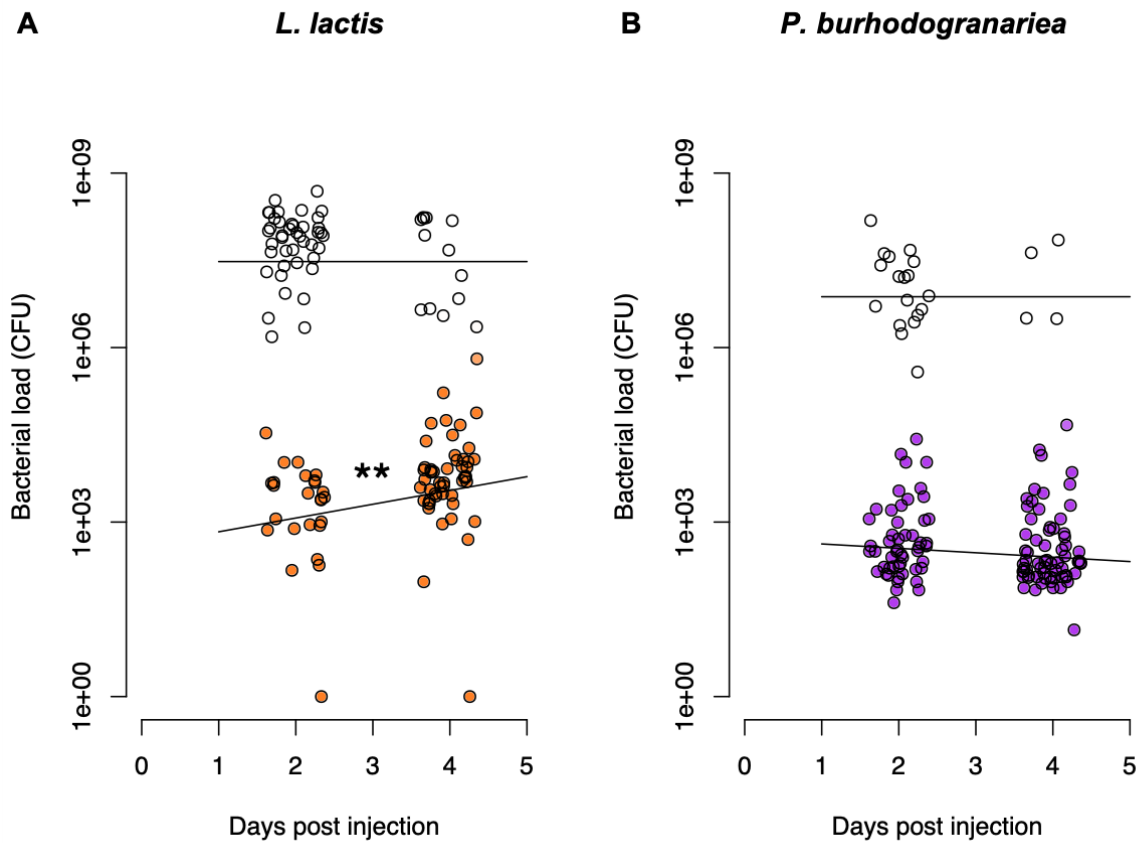 A
L. lactis
Bacterial load (CFU)
1e+09
1e+06
1e+03
1e+00
**
0 1 2 3 4 5
Days post injection
B
P. burhodogranariea
Bacterial load (CFU)
1e+09
1e+06
1e+03
1e+00
0 1 2 3 4 5
Days post injection